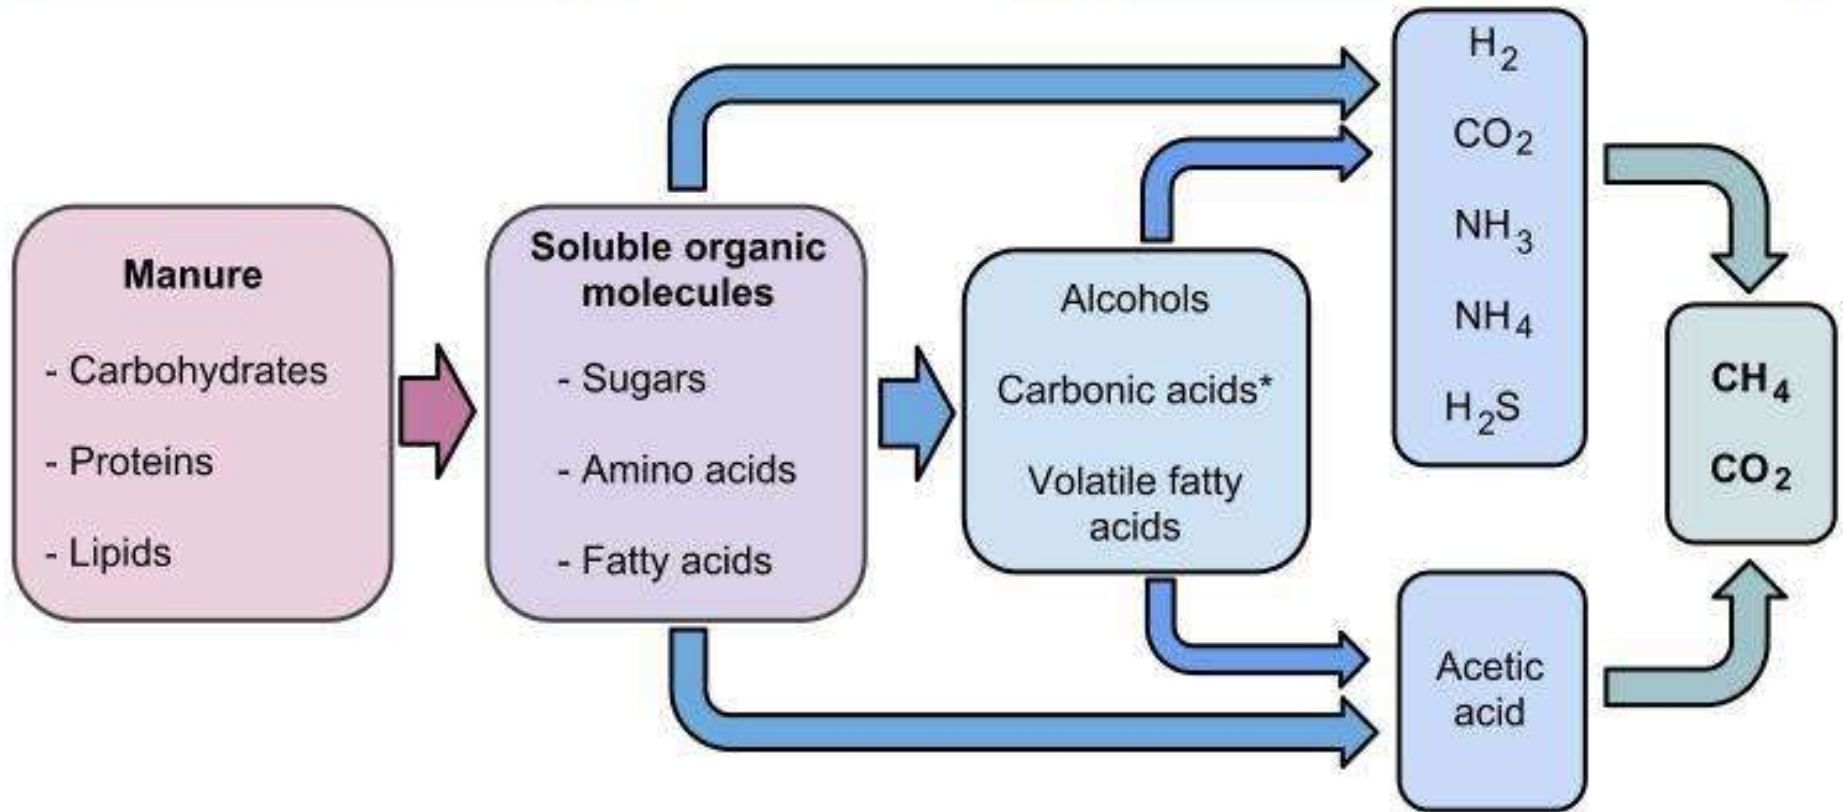 Manure
- Carbohydrates
- Proteins
- Lipids
Soluble organic
molecules
- Sugars
- Amino acids
- Fatty acids
Alcohols
Carbonic acids*
Volatile fatty
acids
H₂
CO₂
NH₃
NH₄
H₂S
Acetic
acid
CH₄
CO₂